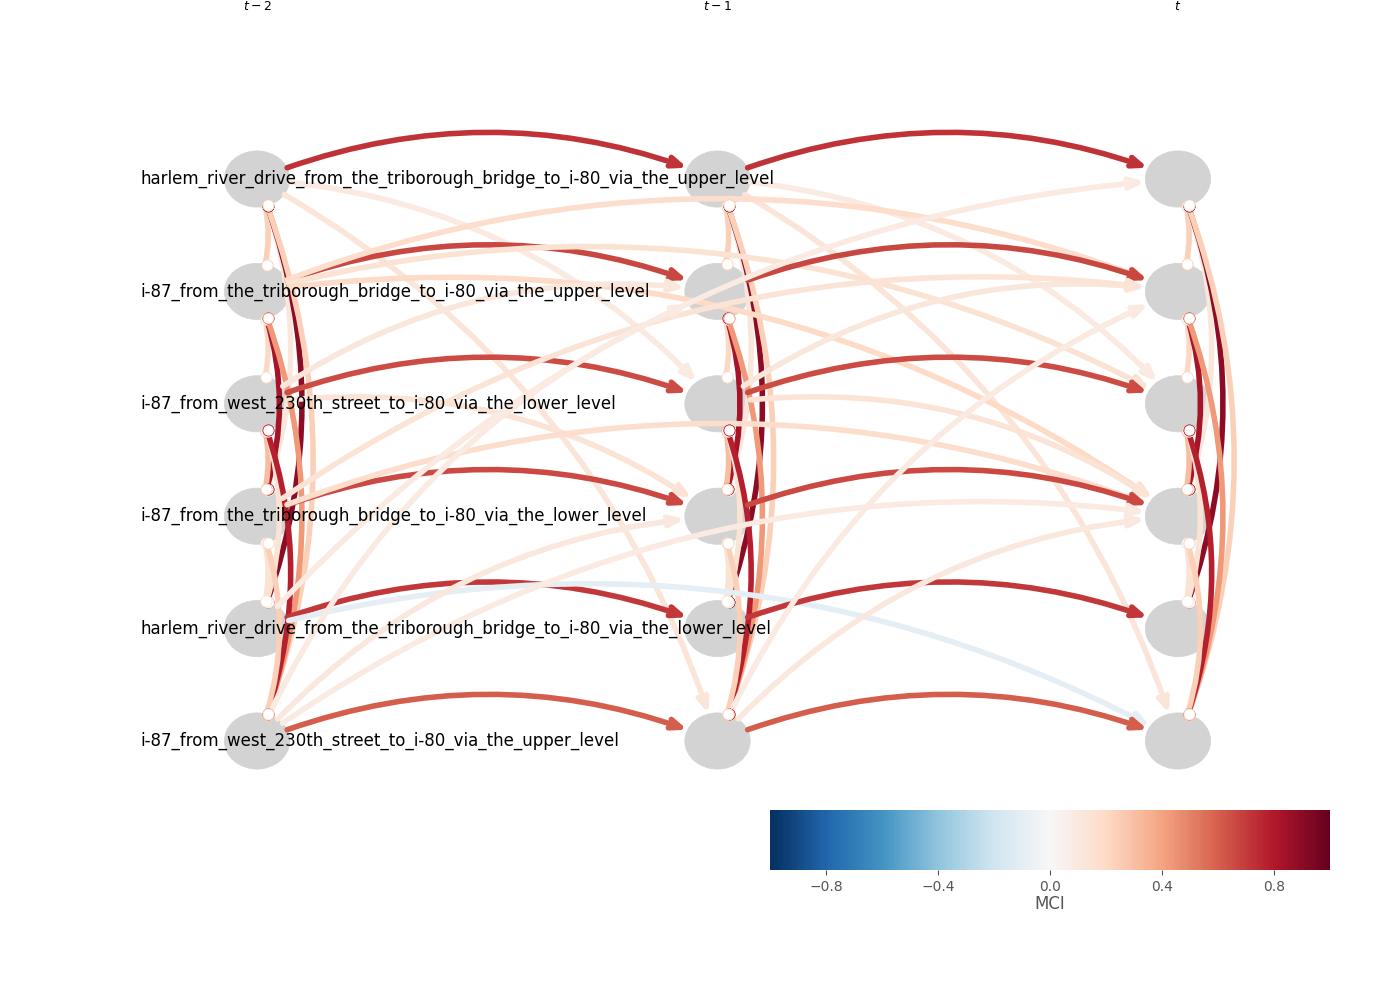 t − 2 t − 1 t
harlem_river_drive_from_the_triborough_bridge_to_i-80_via_the_upper_level
i-87_from_the_triborough_bridge_to_i-80_via_the_upper_level
i-87_from_west_230th_street_to_i-80_via_the_lower_level
i-87_from_the_triborough_bridge_to_i-80_via_the_lower_level
harlem_river_drive_from_the_triborough_bridge_to_i-80_via_the_lower_level
i-87_from_west_230th_street_to_i-80_via_the_upper_level
−0.8 −0.4 0.0 0.4 0.8
MCI